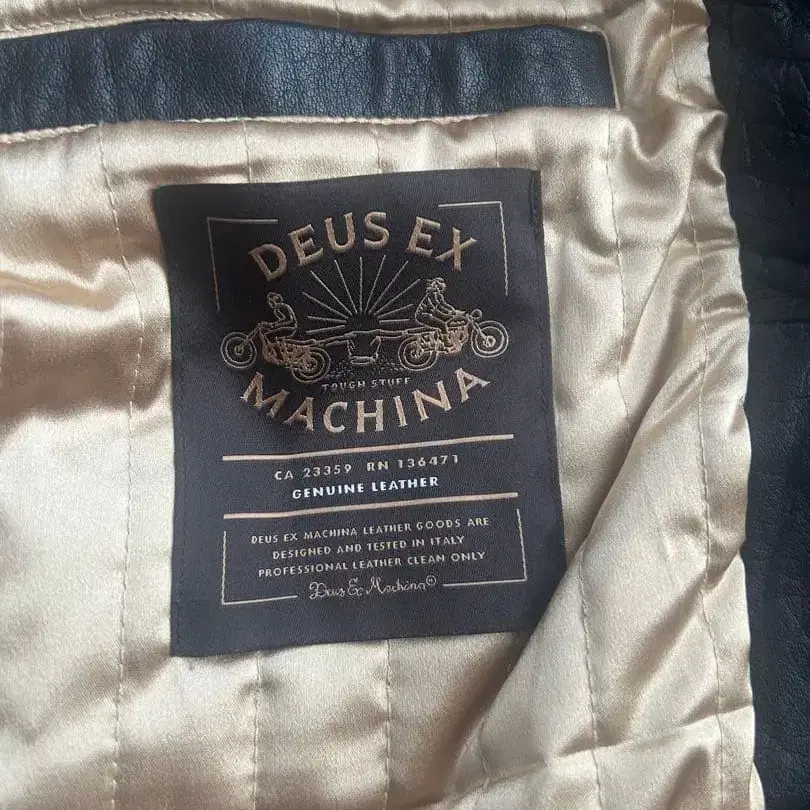 DEUS EX
TOUGH STUFF
MACHINA
CA 23359 RN 136471
GENUINE LEATHER
DEUS EX MACHINA LEATHER GOODS ARE
DESIGNED AND TESTED IN ITALY
PROFESSIONAL LEATHER CLEAN ONLY
Deus Ex Machina®